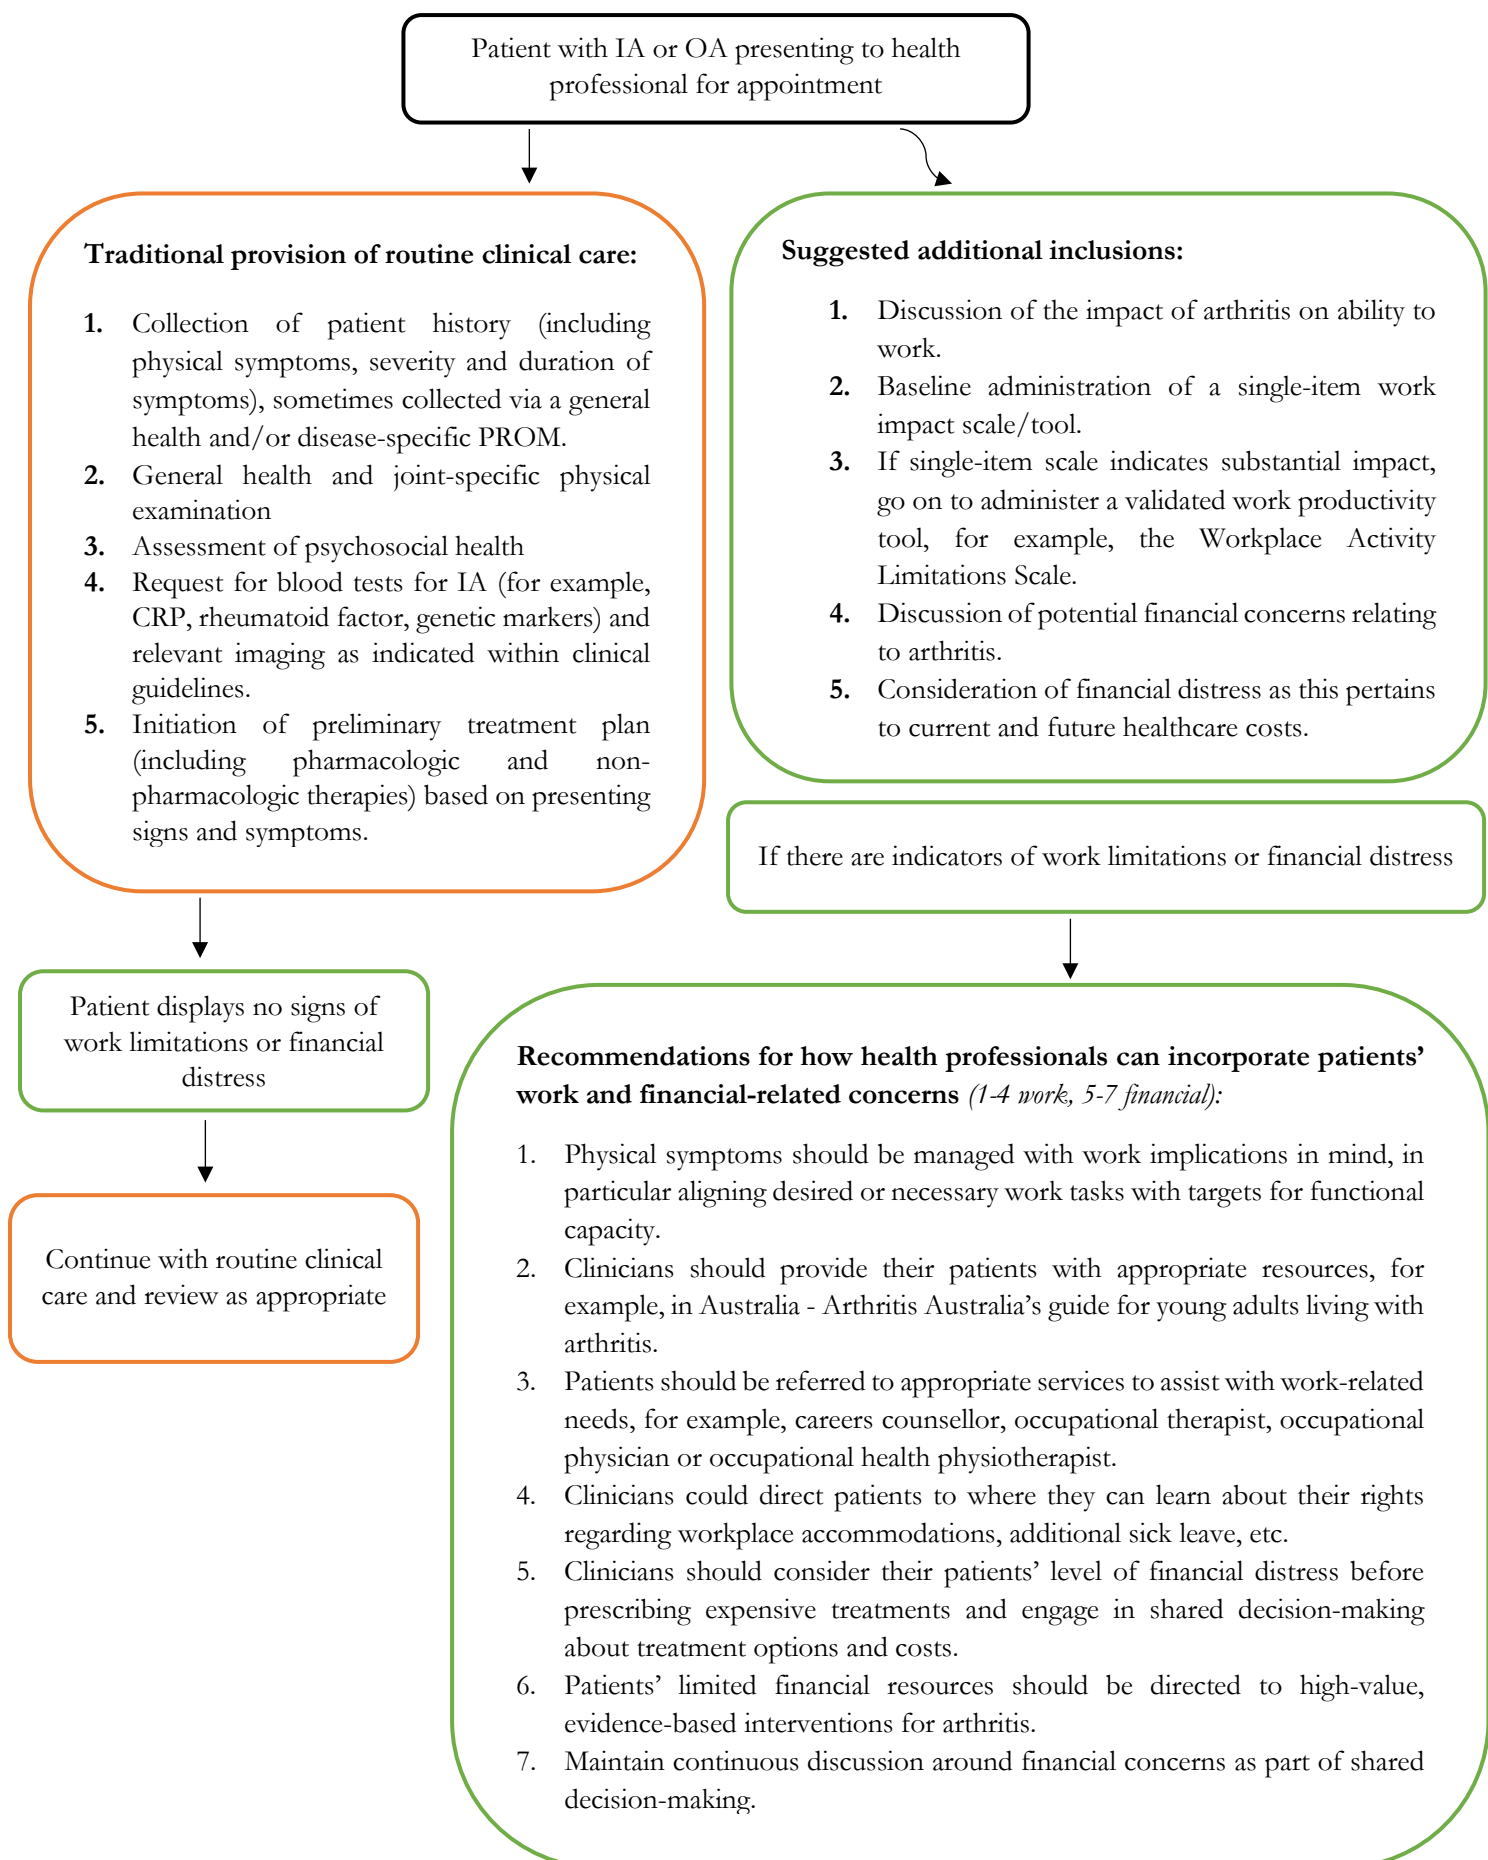 Patient with IA or OA presenting to health
professional for appointment
Traditional provision of routine clinical care:
1. Collection of patient history (including
physical symptoms, severity and duration of
symptoms), sometimes collected via a general
health and/or disease-specific PROM.
2. General health and joint-specific physical
examination
3. Assessment of psychosocial health
4. Request for blood tests for IA (for example,
CRP, rheumatoid factor, genetic markers) and
relevant imaging as indicated within clinical
guidelines.
5. Initiation of preliminary treatment plan
(including pharmacologic and non-
pharmacologic therapies) based on presenting
signs and symptoms.
Suggested additional inclusions:
1. Discussion of the impact of arthritis on ability to
work.
2. Baseline administration of a single-item work
impact scale/tool.
3. If single-item scale indicates substantial impact,
go on to administer a validated work productivity
tool, for example, the Workplace Activity
Limitations Scale.
4. Discussion of potential financial concerns relating
to arthritis.
5. Consideration of financial distress as this pertains
to current and future healthcare costs.
If there are indicators of work limitations or financial distress
Patient displays no signs of
work limitations or financial
distress
Continue with routine clinical
care and review as appropriate
Recommendations for how health professionals can incorporate patients’
work and financial-related concerns (1-4 work, 5-7 financial):
1. Physical symptoms should be managed with work implications in mind, in
particular aligning desired or necessary work tasks with targets for functional
capacity.
2. Clinicians should provide their patients with appropriate resources, for
example, in Australia - Arthritis Australia’s guide for young adults living with
arthritis.
3. Patients should be referred to appropriate services to assist with work-related
needs, for example, careers counsellor, occupational therapist, occupational
physician or occupational health physiotherapist.
4. Clinicians could direct patients to where they can learn about their rights
regarding workplace accommodations, additional sick leave, etc.
5. Clinicians should consider their patients’ level of financial distress before
prescribing expensive treatments and engage in shared decision-making
about treatment options and costs.
6. Patients’ limited financial resources should be directed to high-value,
evidence-based interventions for arthritis.
7. Maintain continuous discussion around financial concerns as part of shared
decision-making.